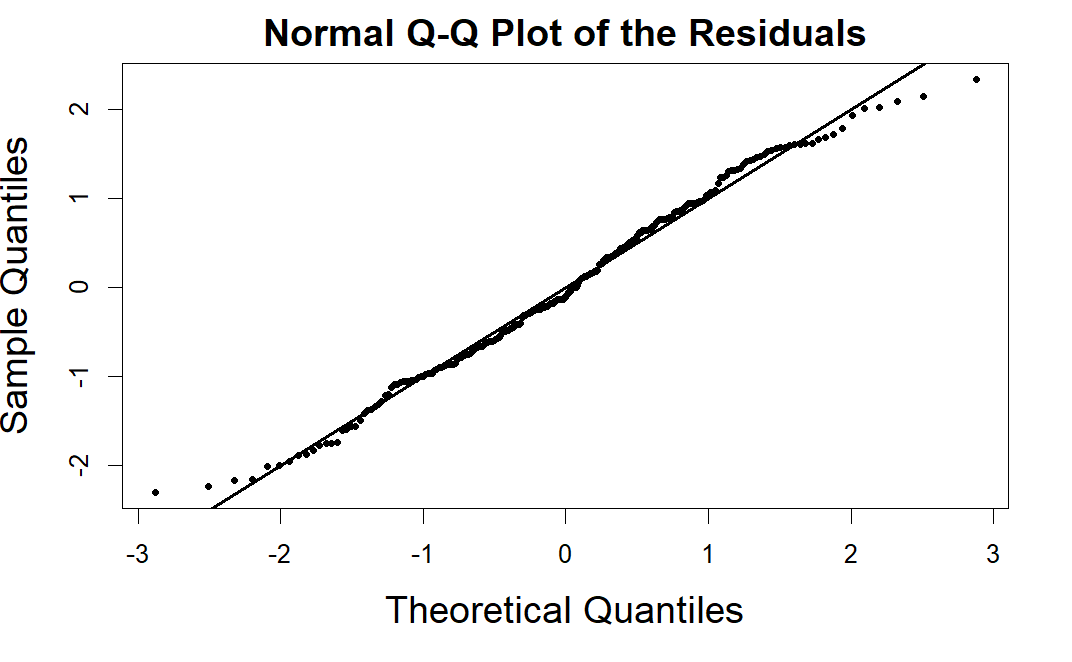 Normal Q-Q Plot of the Residuals
Sample Quantiles
2
1
0
-1
-2
-3 -2 -1 0 1 2 3
Theoretical Quantiles